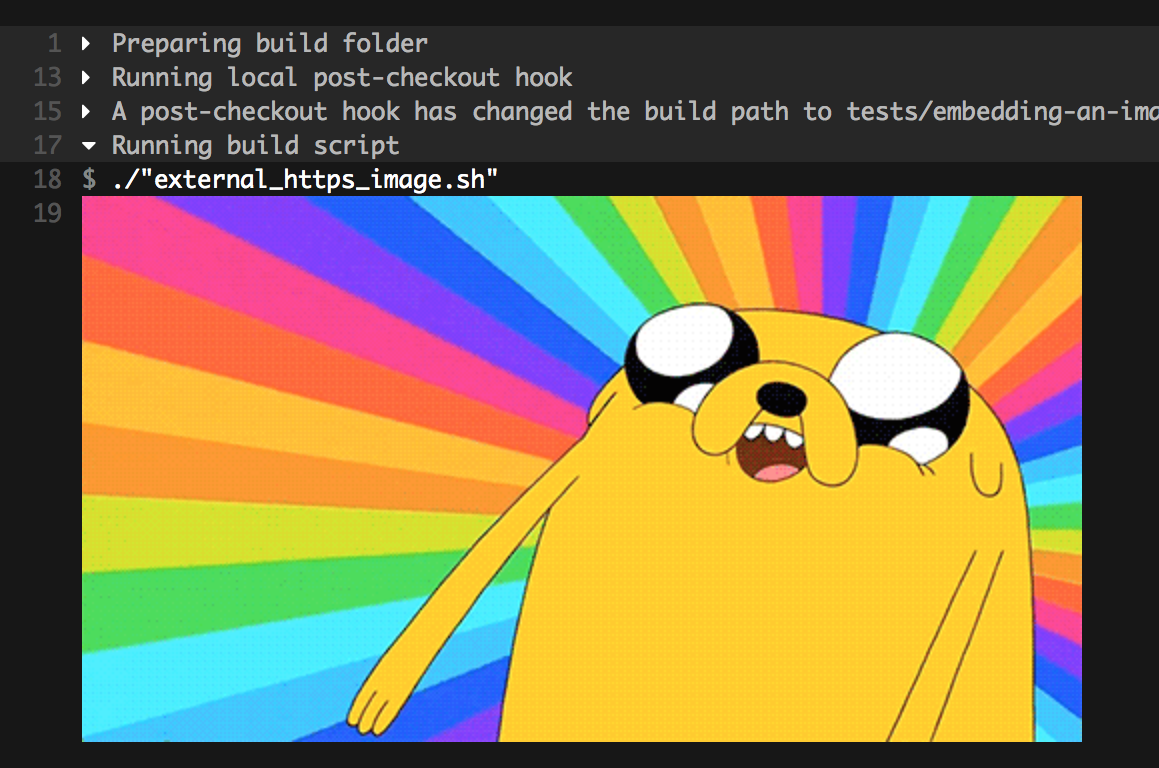 1 Preparing build folder
13 Running local post-checkout hook
15 A post-checkout hook has changed the build path to tests/embedding-an-ima
17 Running build script
18 $ ./"external_https_image.sh"
19